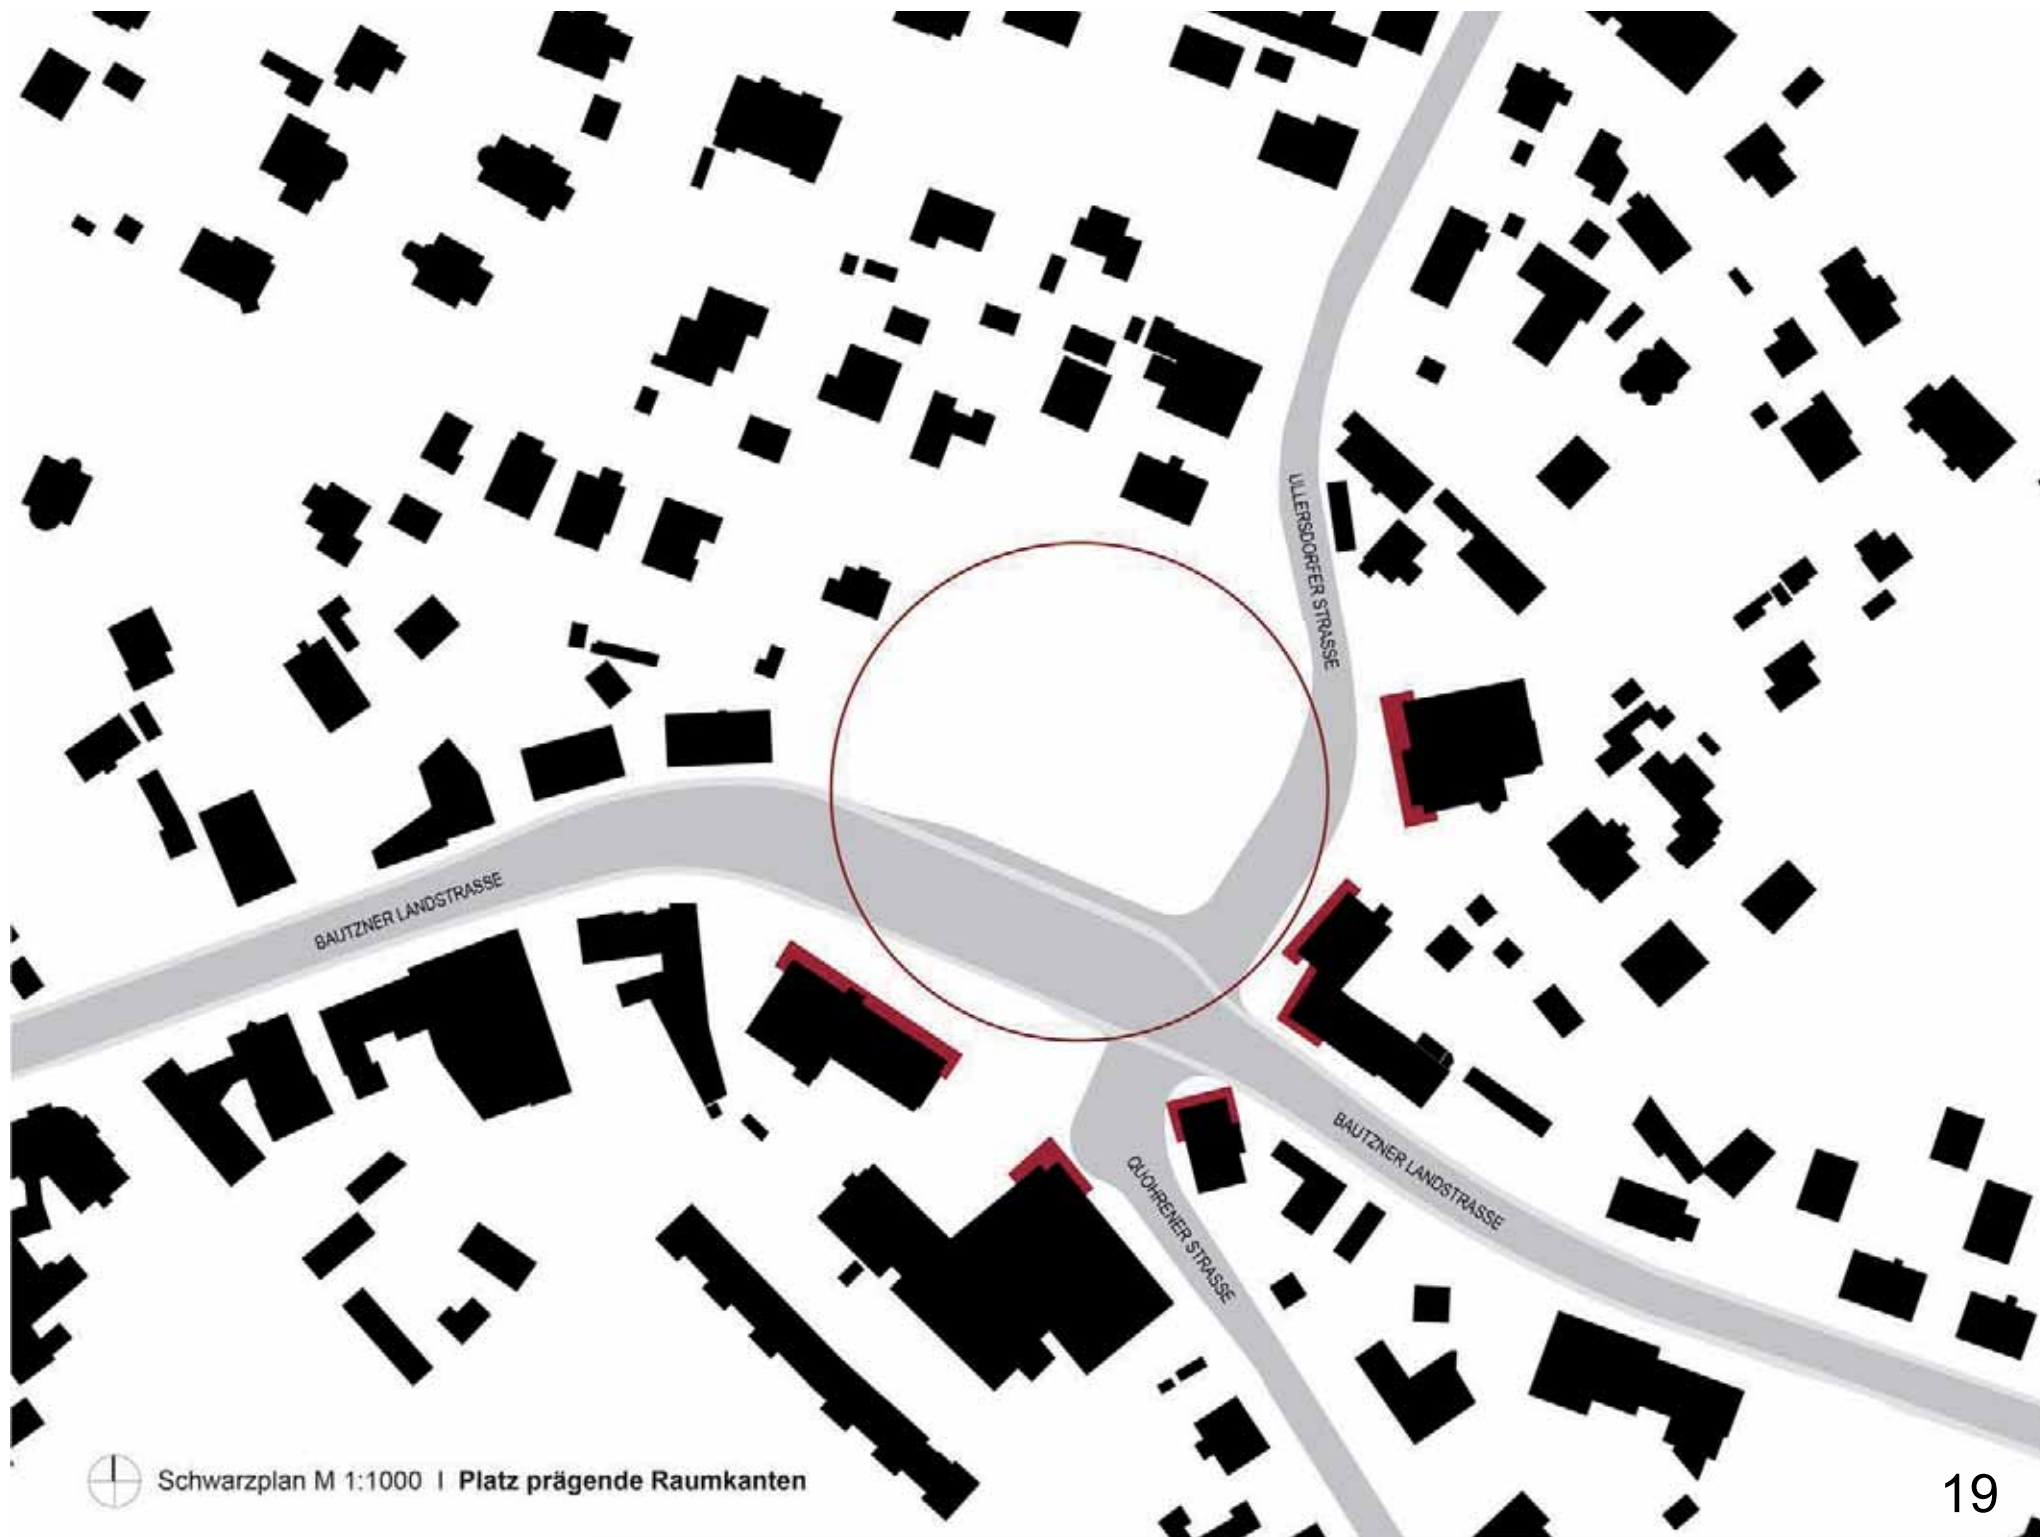 ULLERSDORFER STRASSE
BAUTZNER LANDSTRASSE
BAUTZNER LANDSTRASSE
QUOHRENER STRASSE
Schwarzplan M 1:1000 I Platz prägende Raumkanten
19